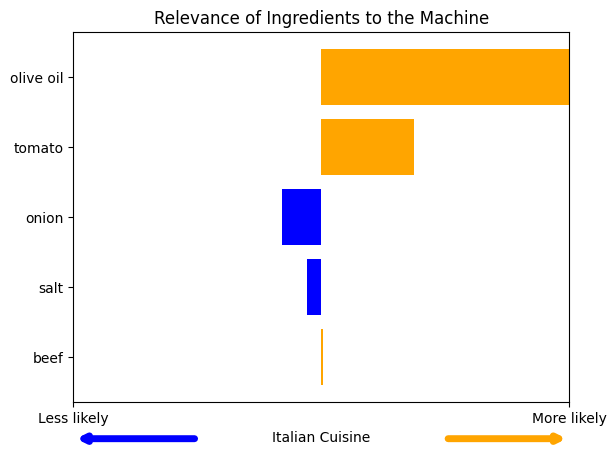 Relevance of Ingredients to the Machine
olive oil
tomato
onion
salt
beef
Less likely
More likely
Italian Cuisine